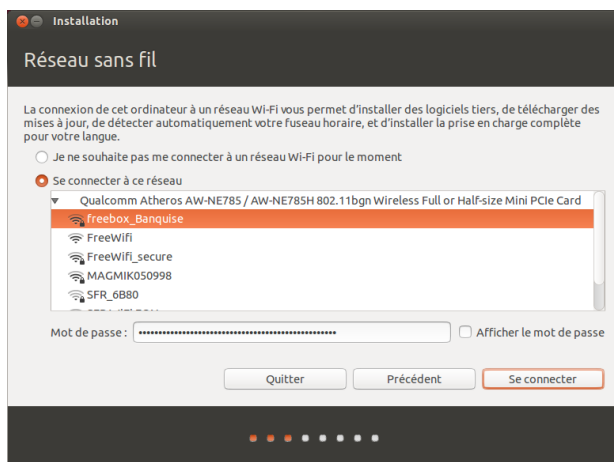 Installation
Réseau sans fil
La connexion de cet ordinateur à un réseau Wi-Fi vous permet d'installer des logiciels tiers, de télécharger des
mises à jour, de détecter automatiquement votre fuseau horaire, et d'installer la prise en charge complète
pour votre langue.
Je ne souhaite pas me connecter à un réseau Wi-Fi pour le moment
Se connecter à ce réseau
Qualcomm Atheros AW-NE785 / AW-NE785H 802.11bgn Wireless Full or Half-size Mini PCIe Card
freebox_Banquise
FreeWifi
FreeWifi_secure
MAGMIK050998
SFR_6B80
Mot de passe : Afficher le mot de passe
Quitter Précédent Se connecter